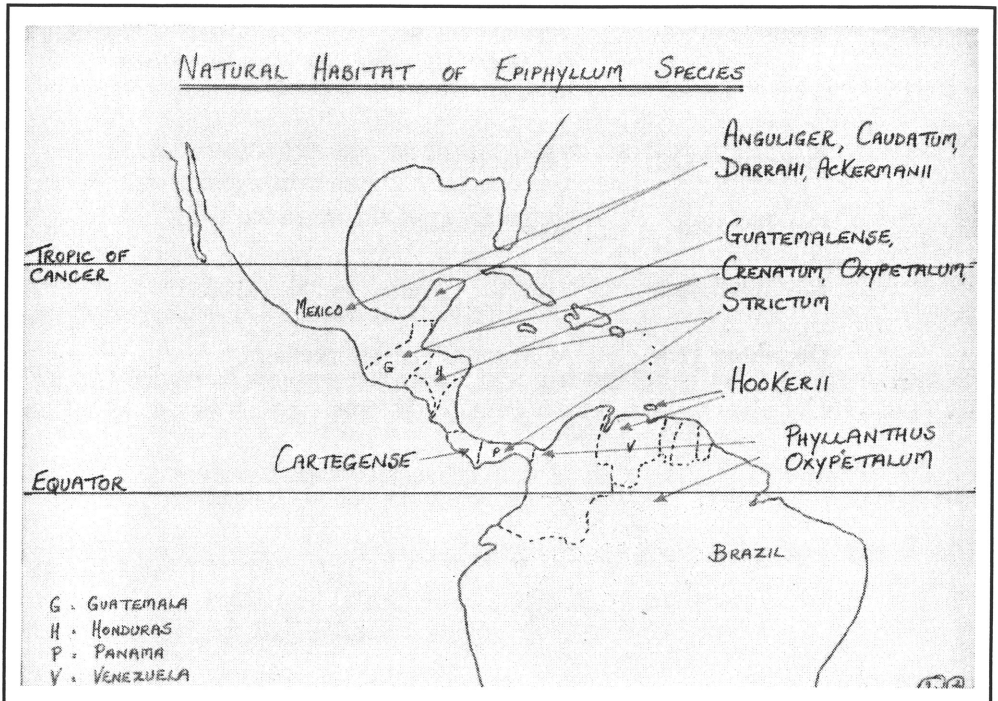 NATURAL HABITAT OF EPIPHYLLUM SPECIES
ANGULIGER, CAUDATUM,
DARRAHI, ACKERMANII
GUATEMALENSE,
TROPIC OF
CANCER
CRENATUM, OXYPETALUM
STRICTUM
MEXICO
G
H
HOOKERII
PHYLLANTHUS
OXYPETALUM
V
P
CARTEGENSE
EQUATOR
BRAZIL
G. GUATEMALA
H. HONDURAS
P. PANAMA
V. VENEZUELA